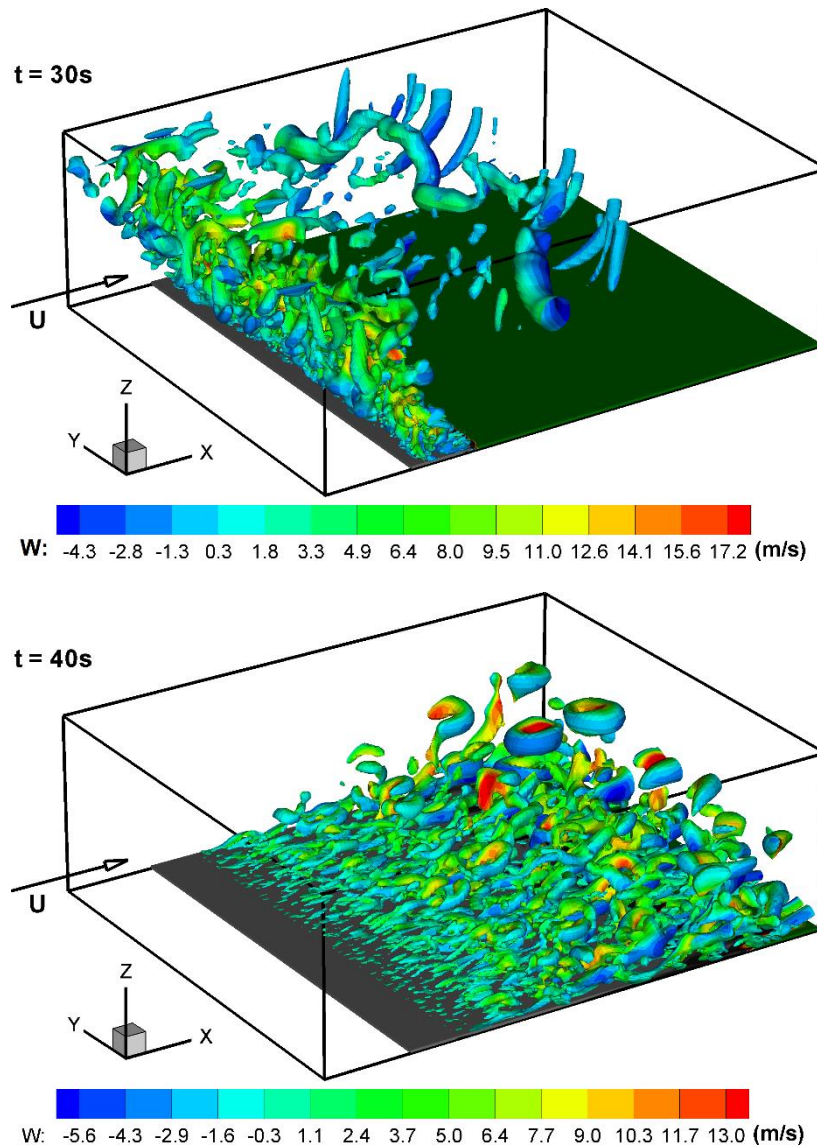 t = 30s
U
Z
Y
X
W: -4.3 -2.8 -1.3 0.3 1.8 3.3 4.9 6.4 8.0 9.5 11.0 12.6 14.1 15.6 17.2 (m/s)
t = 40s
U
Z
Y
X
W: -5.6 -4.3 -2.9 -1.6 -0.3 1.1 2.4 3.7 5.0 6.4 7.7 9.0 10.3 11.7 13.0 (m/s)